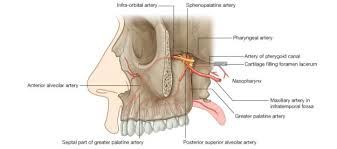 Infra-orbital artery
Sphenopalatine artery
Pharyngeal artery
Artery of pterygoid canal
Cartilage filling foramen lacerum
Nasopharynx
Anterior alveolar artery
Maxillary artery in
infratemporal fossa
Greater palatine artery
Septal part of greater palatine artery
Posterior superior alveolar artery